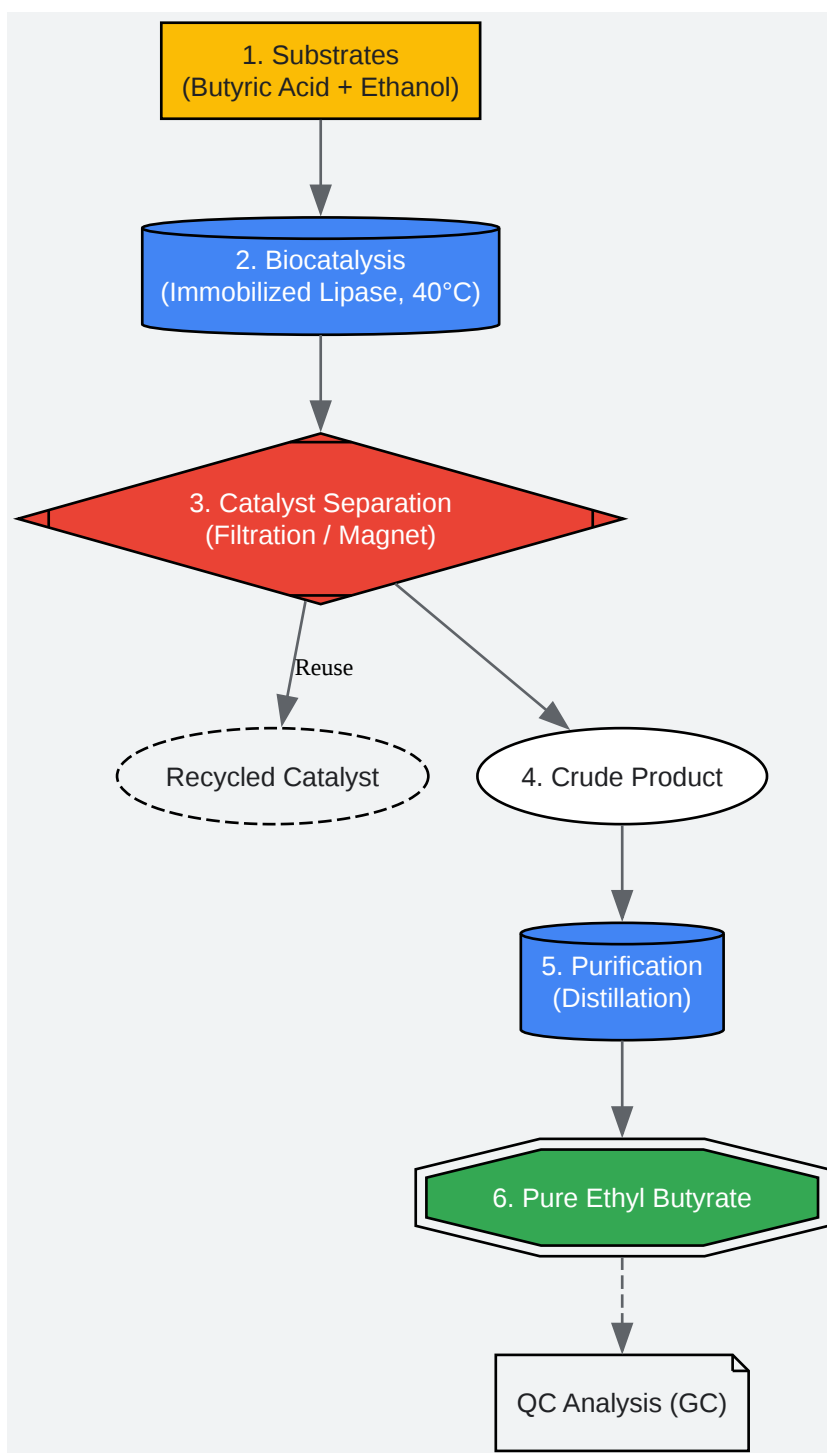 1. Substrates
(Butyric Acid + Ethanol)
2. Biocatalysis
(Immobilized Lipase, 40°C)
3. Catalyst Separation
(Filtration / Magnet)
Reuse
Recycled Catalyst
4. Crude Product
5. Purification
(Distillation)
6. Pure Ethyl Butyrate
QC Analysis (GC)